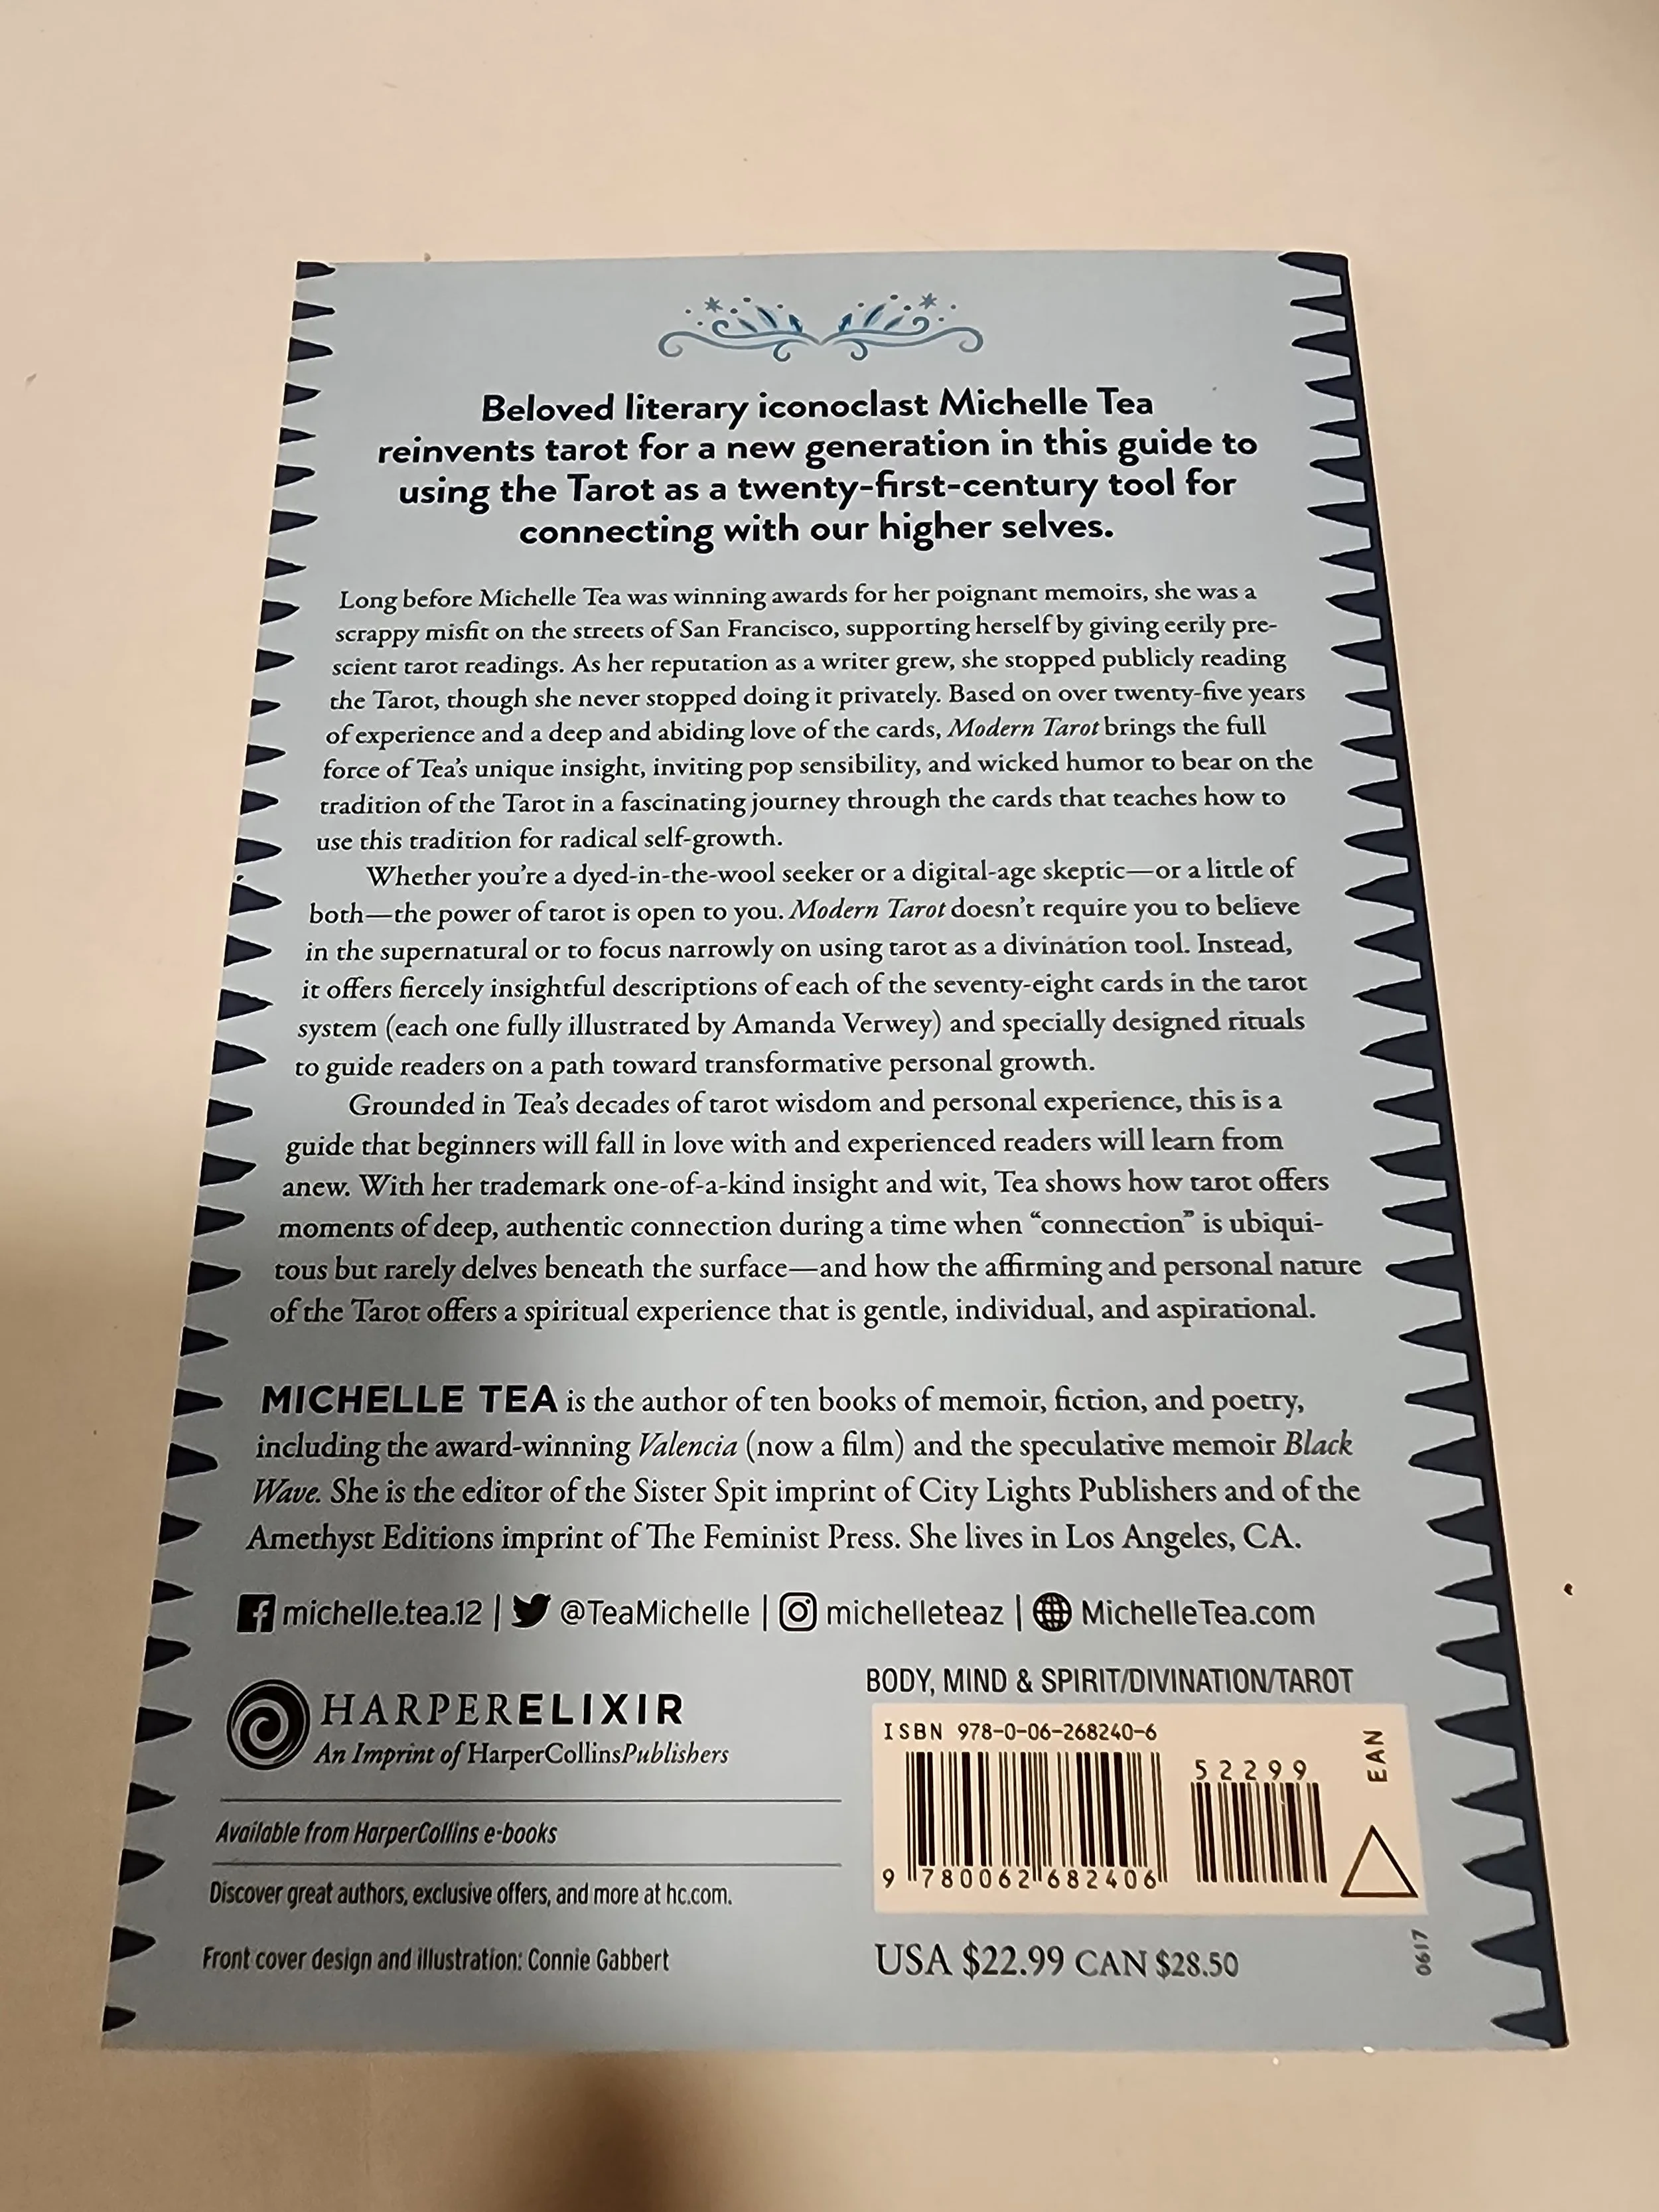 Beloved literary iconoclast Michelle Tea
reinvents tarot for a new generation in this guide to
using the Tarot as a twenty-first-century tool for
connecting with our higher selves.
Long before Michelle Tea was winning awards for her poignant memoirs, she was a
scrappy misfit on the streets of San Francisco, supporting herself by giving eerily pre-
scient tarot readings. As her reputation as a writer grew, she stopped publicly reading
the Tarot, though she never stopped doing it privately. Based on over twenty-five years
of experience and a deep and abiding love of the cards, Modern Tarot brings the full
force of Tea's unique insight, inviting pop sensibility, and wicked humor to bear on the
tradition of the Tarot in a fascinating journey through the cards that teaches how to
use this tradition for radical self-growth.
Whether you're a dyed-in-the-wool seeker or a digital-age skeptic—or a little of
both—the power of tarot is open to you. Modern Tarot doesn't require you to believe
in the supernatural or to focus narrowly on using tarot as a divination tool. Instead,
it offers fiercely insightful descriptions of each of the seventy-eight cards in the tarot
system (each one fully illustrated by Amanda Verwey) and specially designed rituals
to guide readers on a path toward transformative personal growth.
Grounded in Tea's decades of tarot wisdom and personal experience, this is a
guide that beginners will fall in love with and experienced readers will learn from
anew. With her trademark one-of-a-kind insight and wit, Tea shows how tarot offers
moments of deep, authentic connection during a time when “connection” is ubiqui-
tous but rarely delves beneath the surface—and how the affirming and personal nature
of the Tarot offers a spiritual experience that is gentle, individual, and aspirational.
MICHELLE TEA is the author of ten books of memoir, fiction, and poetry,
including the award-winning Valencia (now a film) and the speculative memoir Black
Wave. She is the editor of the Sister Spit imprint of City Lights Publishers and of the
Amethyst Editions imprint of The Feminist Press. She lives in Los Angeles, CA.
michelle.tea.12 | @TeaMichelle | michelleteaz | MichelleTea.com
HARPERELIXIR
An Imprint of HarperCollinsPublishers
Available from HarperCollins e-books
Discover great authors, exclusive offers, and more at hc.com.
Front cover design and illustration: Connie Gabbert
BODY, MIND & SPIRIT/DIVINATION/TAROT
ISBN 978-0-06-268240-6
52299
EAN
9 780062 682406
USA $22.99 CAN $28.50
0617